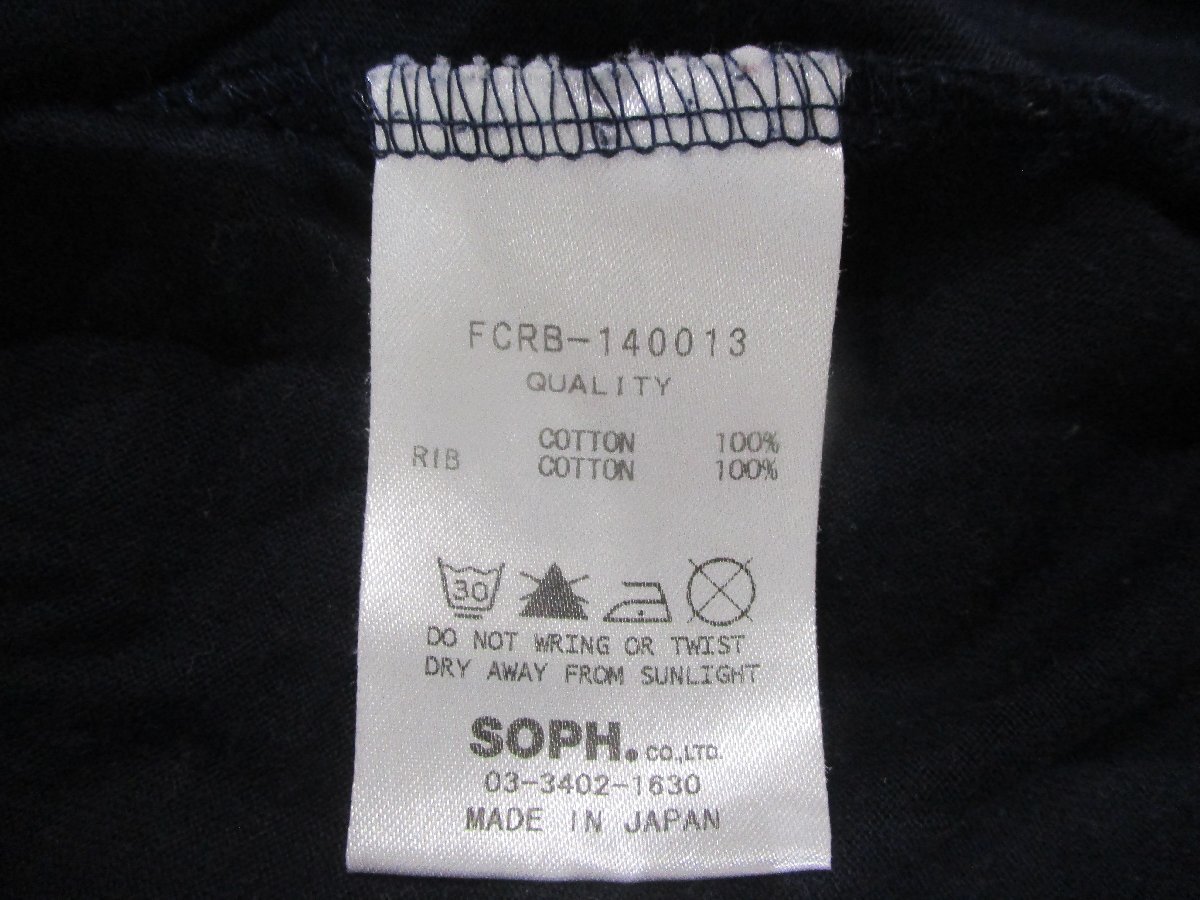 FCRB-140013
QUALITY
COTTON 100%
RIB COTTON 100%
30
DO NOT WRING OR TWIST
DRY AWAY FROM SUNLIGHT
SOPH. CO.,LTD.
03-3402-1630
MADE IN JAPAN